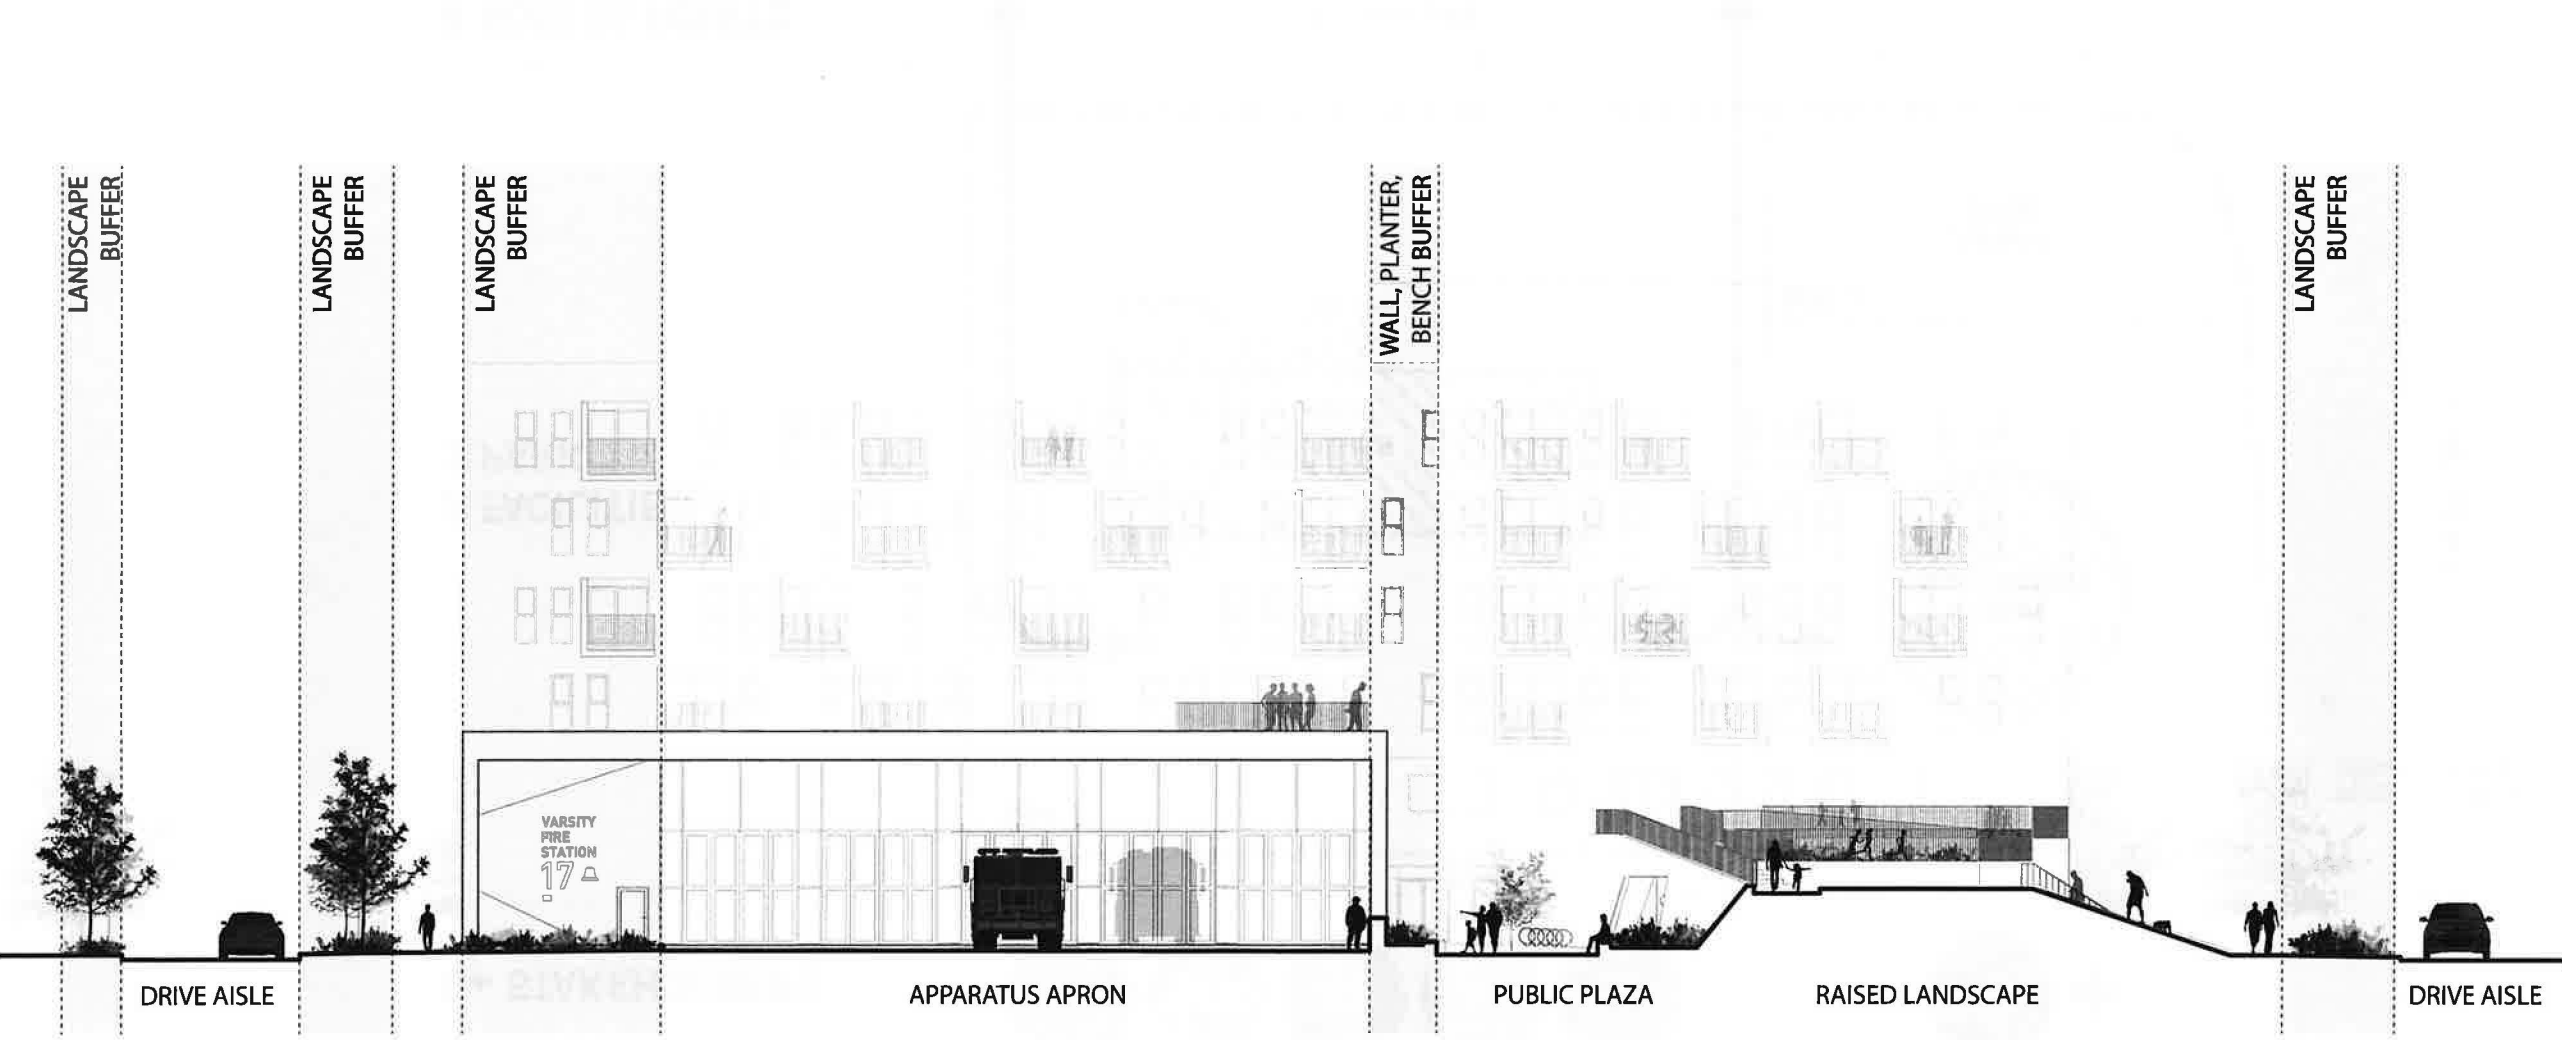 LANDSCAPE
BUFFER
LANDSCAPE
BUFFER
LANDSCAPE
BUFFER
WALL, PLANTER,
BENCH BUFFER
LANDSCAPE
BUFFER
VARSITY
FIRE
STATION
17
DRIVE AISLE
APPARATUS APRON
PUBLIC PLAZA
RAISED LANDSCAPE
DRIVE AISLE